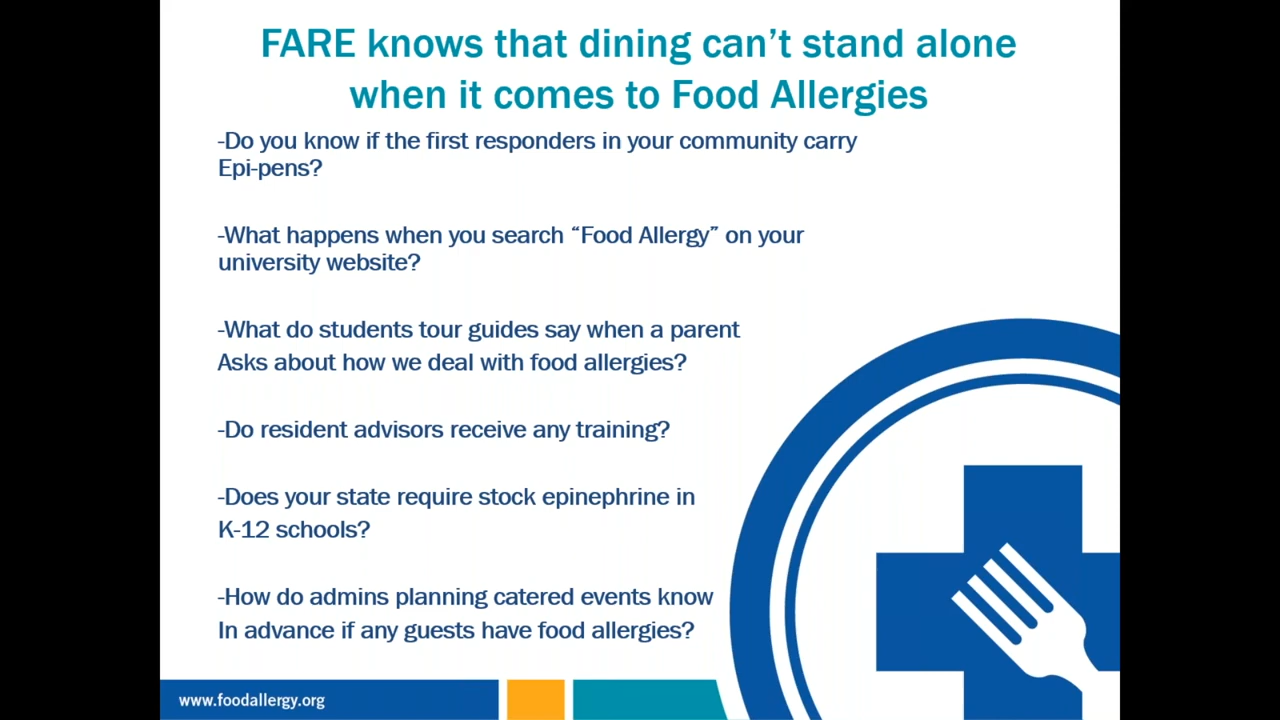 FARE knows that dining can’t stand alone
when it comes to Food Allergies
-Do you know if the first responders in your community carry
Epi-pens?
-What happens when you search “Food Allergy” on your
university website?
-What do students tour guides say when a parent
Asks about how we deal with food allergies?
-Do resident advisors receive any training?
-Does your state require stock epinephrine in
K-12 schools?
-How do admins planning catered events know
In advance if any guests have food allergies?
www.foodallergy.org